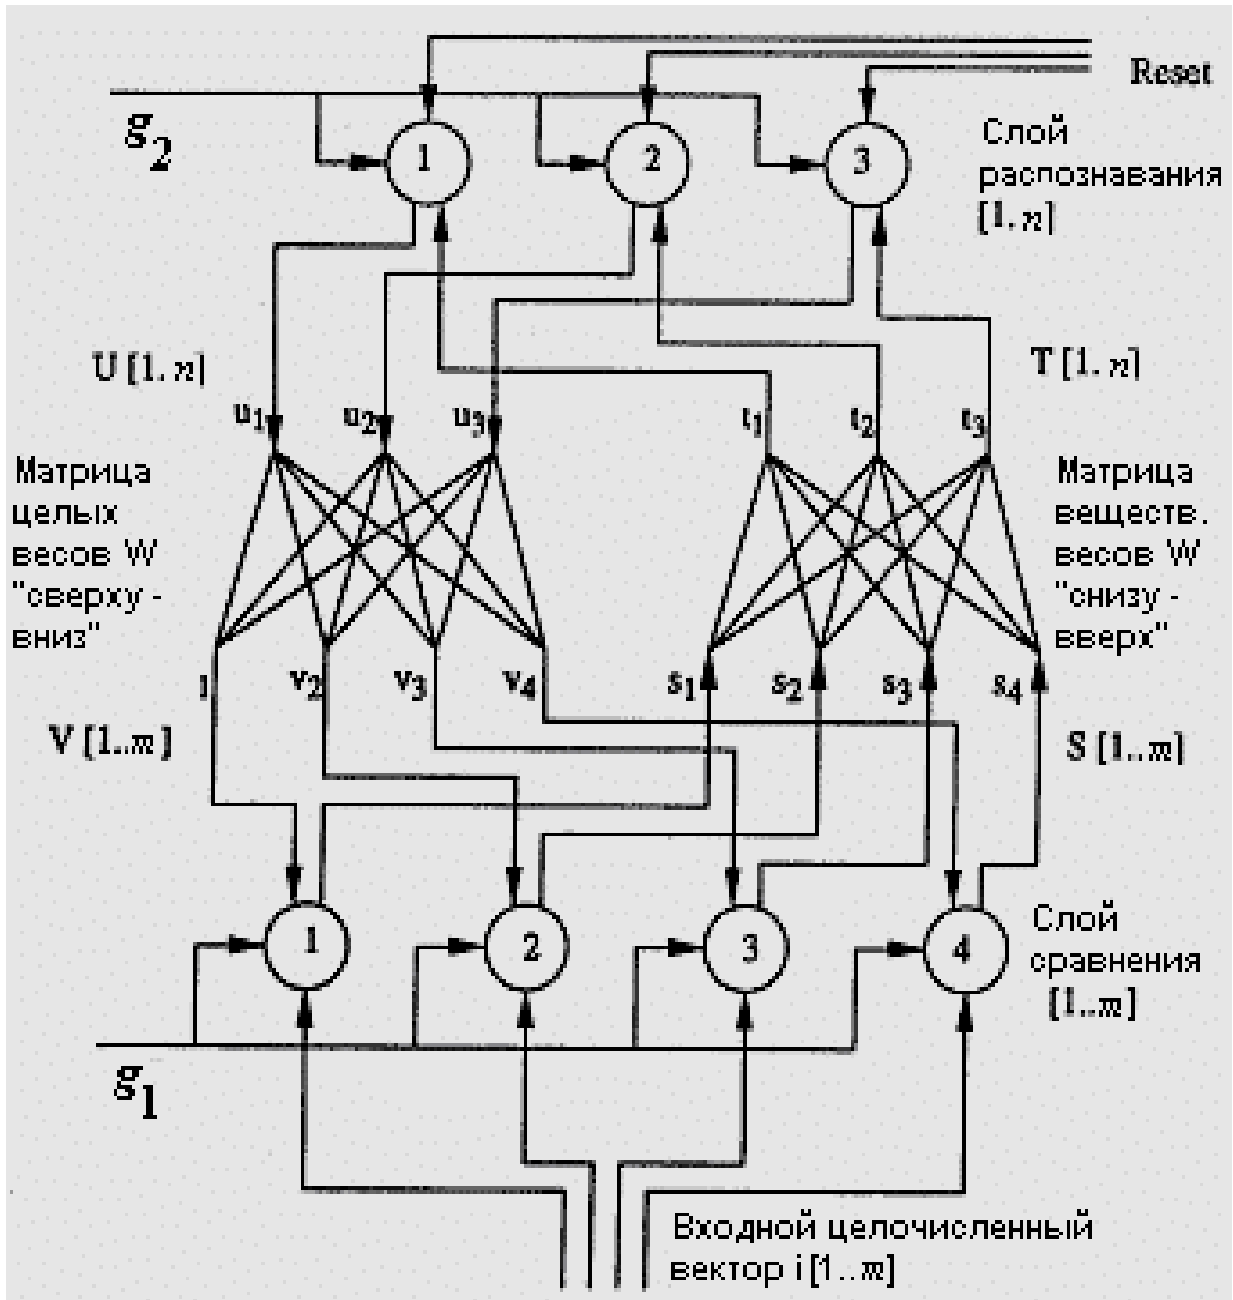 Reset
g2
1
2
3
Слой
распознавания
[1. n]
U [1. n]
T [1. n]
u1
u2
u3
t1
t2
t3
Матрица
целых
весов W
"сверху -
вниз"
Матрица
веществ.
весов W
"снизу -
вверх"
1
v2
v3
v4
s1
s2
s3
s4
V [1..m]
S [1..m]
1
2
3
4
Слой
сравнения
[1..m]
g1
Входной целочисленный
вектор i [1..m]